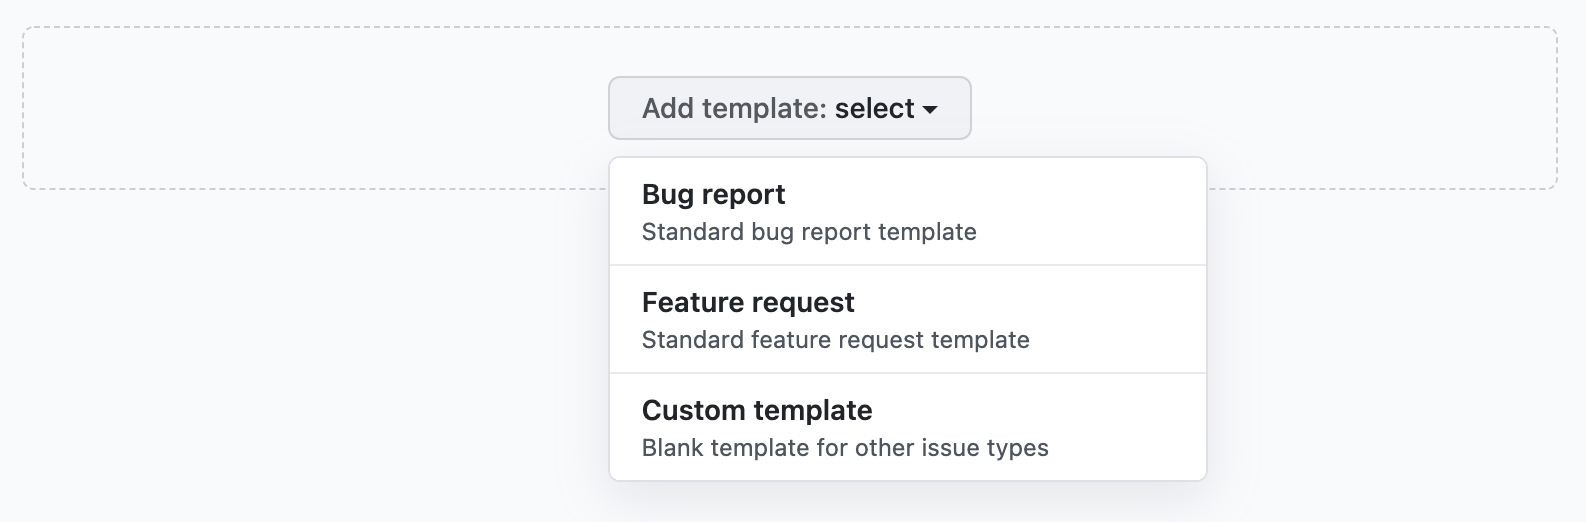 Add template: select
Bug report
Standard bug report template
Feature request
Standard feature request template
Custom template
Blank template for other issue types